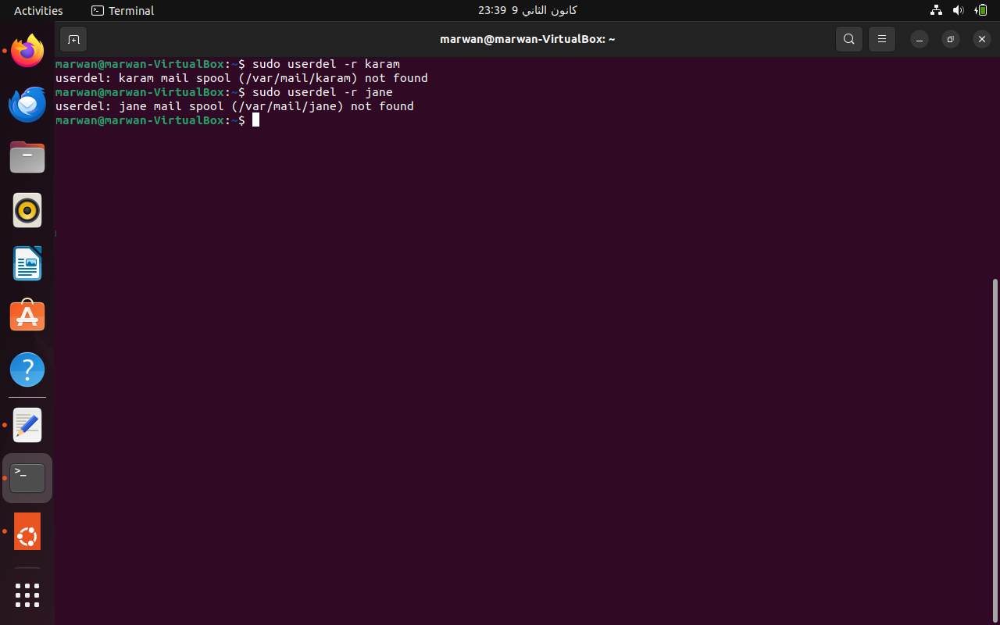 Activities
Terminal
23:39 9 كانون الثاني
marwan@marwan-VirtualBox: ~
marwan@marwan-VirtualBox:~$ sudo userdel -r karam
userdel: karam mail spool (/var/mail/karam) not found
marwan@marwan-VirtualBox:~$ sudo userdel -r jane
userdel: jane mail spool (/var/mail/jane) not found
marwan@marwan-VirtualBox:~$